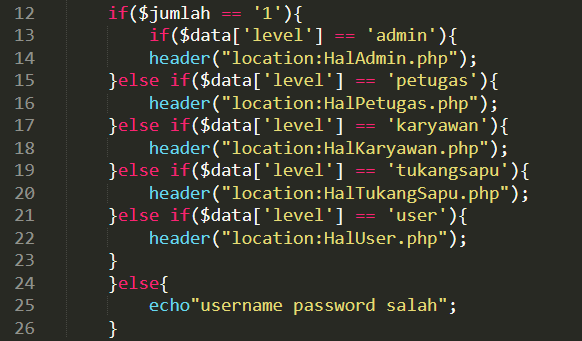 12 if($jumlah == '1'){
13 if($data['level'] == 'admin'){
14 header("location:HalAdmin.php");
15 }else if($data['level'] == 'petugas'){
16 header("location:HalPetugas.php");
17 }else if($data['level'] == 'karyawan'){
18 header("location:HalKaryawan.php");
19 }else if($data['level'] == 'tukangsapu'){
20 header("location:HalTukangSapu.php");
21 }else if($data['level'] == 'user'){
22 header("location:HalUser.php");
23 }
24 }else{
25 echo"username password salah";
26 }